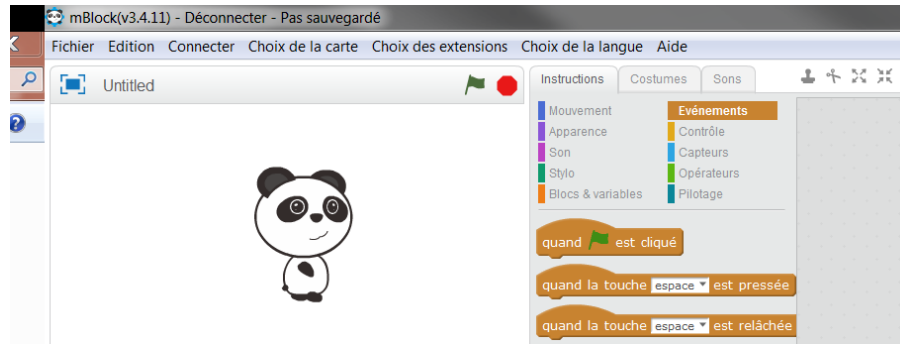 mBlock(v3.4.11) - Déconnecter - Pas sauvegardé
Fichier Edition Connecter Choix de la carte Choix des extensions Choix de la langue Aide
Untitled
Instructions Costumes Sons
Mouvement Evénements
Apparence Contrôle
Son Capteurs
Stylo Opérateurs
Blocs & variables Pilotage
quand est cliqué
quand la touche espace est pressée
quand la touche espace est relâchée